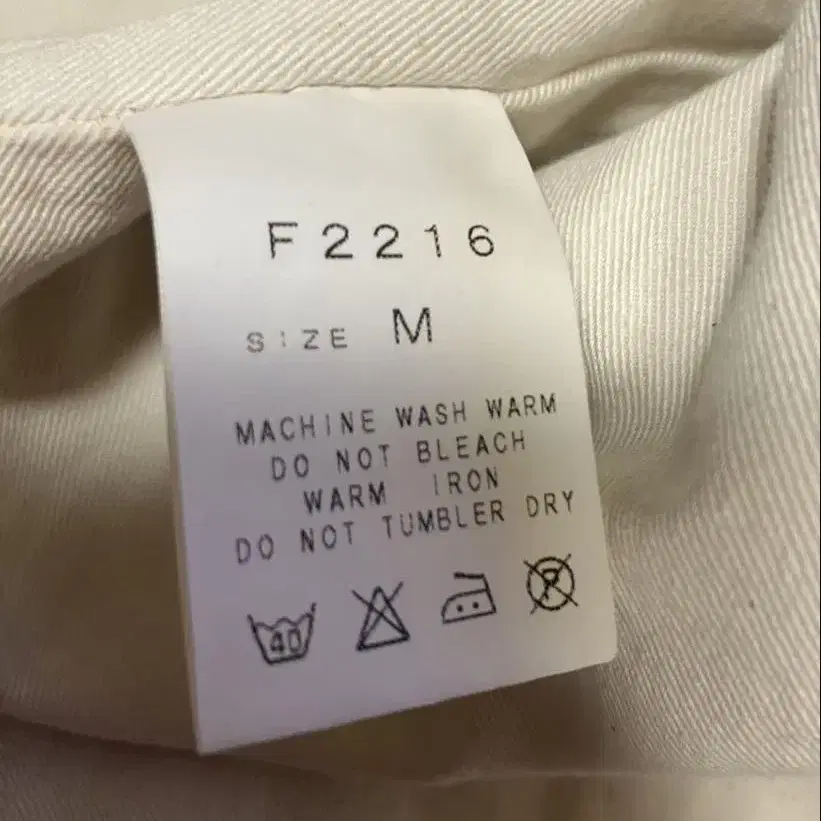 F2216
SIZE M
MACHINE WASH WARM
DO NOT BLEACH
WARM IRON
DO NOT TUMBLER DRY
40 P